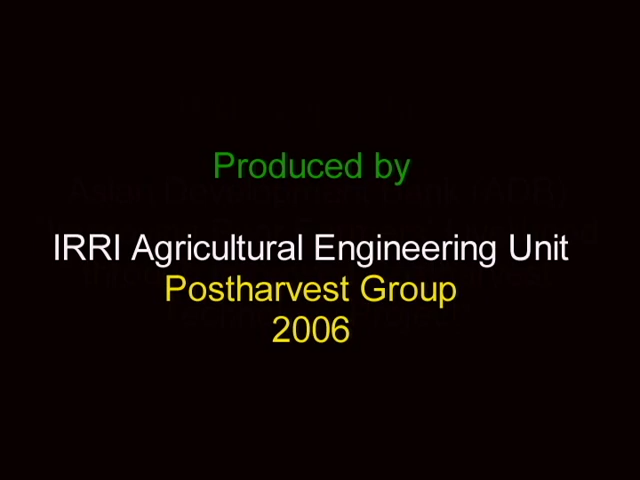 Produced by
IRRI Agricultural Engineering Unit
Postharvest Group
2006